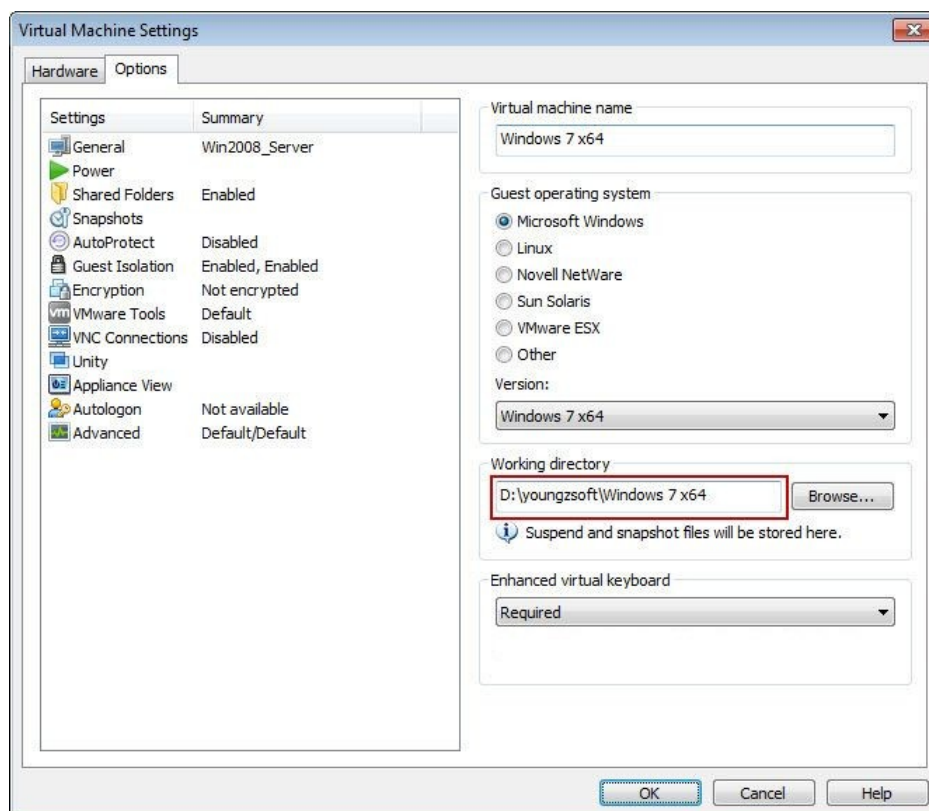 Virtual Machine Settings
Hardware Options
Settings Summary
General Win2008_Server
Power
Shared Folders Enabled
Snapshots
AutoProtect Disabled
Guest Isolation Enabled, Enabled
Encryption Not encrypted
VMware Tools Default
VNC Connections Disabled
Unity
Appliance View
Autologon Not available
Advanced Default/Default
Virtual machine name
Windows 7 x64
Guest operating system
Microsoft Windows
Linux
Novell NetWare
Sun Solaris
VMware ESX
Other
Version:
Windows 7 x64
Working directory
D:\youngzsoft\Windows 7 x64 Browse...
Suspend and snapshot files will be stored here.
Enhanced virtual keyboard
Required
OK Cancel Help